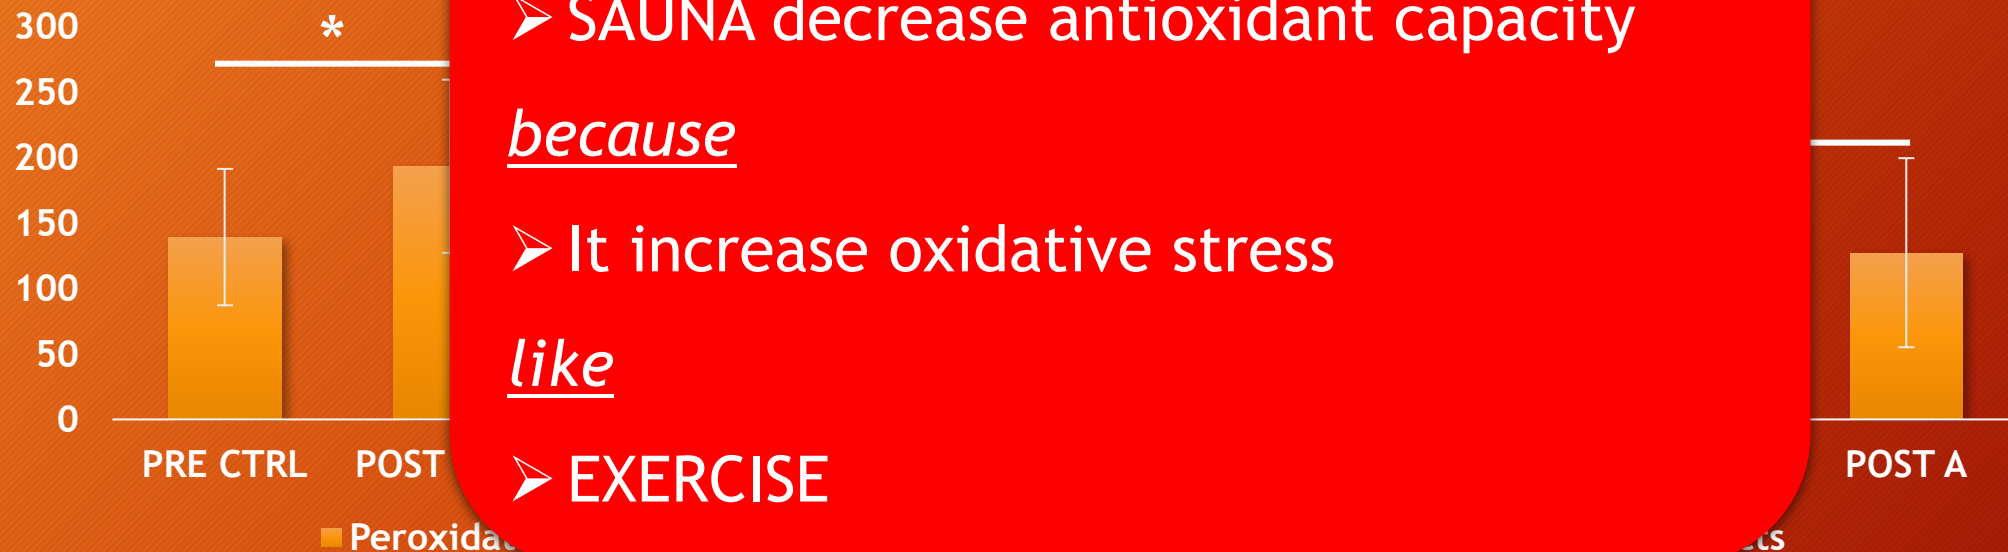 300
250
200
150
100
50
0
*
SAUNA decrease antioxidant capacity
because
It increase oxidative stress
like
EXERCISE
PRE CTRL POST POST A